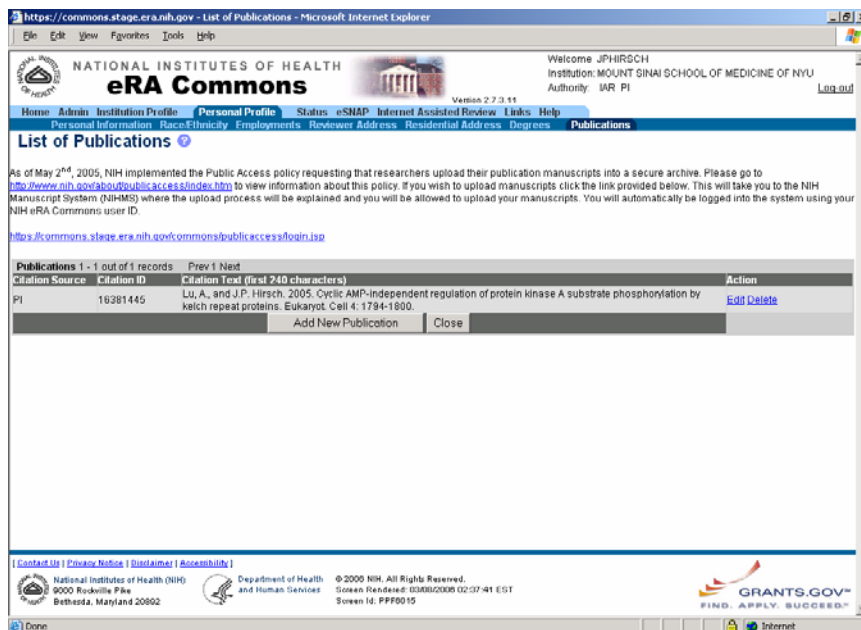 https://commons.stage.era.nih.gov - List of Publications - Microsoft Internet Explorer
File Edit View Favorites Tools Help
NATIONAL INSTITUTES OF HEALTH
eRA Commons
Version 2.7.3.11
Welcome JPHIRSCH
Institution: MOUNT SINAI SCHOOL OF MEDICINE OF NYU
Authority: IAR PI
Log-out
Home Admin Institution Profile Personal Profile Status eSNAP Internet Assisted Review Links Help
Personal Information Race/Ethnicity Employments Reviewer Address Residential Address Degrees Publications
List of Publications ?
As of May 2nd, 2005, NIH implemented the Public Access policy requesting that researchers upload their publication manuscripts into a secure archive. Please go to
http://www.nih.gov/about/publicaccess/index.htm to view information about this policy. If you wish to upload manuscripts click the link provided below. This will take you to the NIH
Manuscript System (NIHMS) where the upload process will be explained and you will be allowed to upload your manuscripts. You will automatically be logged into the system using your
NIH eRA Commons user ID.
https://commons.stage.era.nih.gov/commons/publicaccess/login.jsp
Publications 1 - 1 out of 1 records Prev 1 Next
Citation Source Citation ID Citation Text (first 240 characters) Action
PI 16381445 Lu, A., and J.P. Hirsch. 2005. Cyclic AMP-independent regulation of protein kinase A substrate phosphorylation by
kelch repeat proteins. Eukaryot. Cell 4: 1794-1800. Edit Delete
Add New Publication Close
[ Contact Us | Privacy Notice | Disclaimer | Accessibility ]
National Institutes of Health (NIH)
9000 Rockville Pike
Bethesda, Maryland 20892
Department of Health
and Human Services
© 2006 NIH. All Rights Reserved.
Screen Rendered: 03/08/2006 02:37:41 EST
Screen Id: PPF6015
GRANTS.GOV℠
FIND. APPLY. SUCCEED.℠
Done Internet